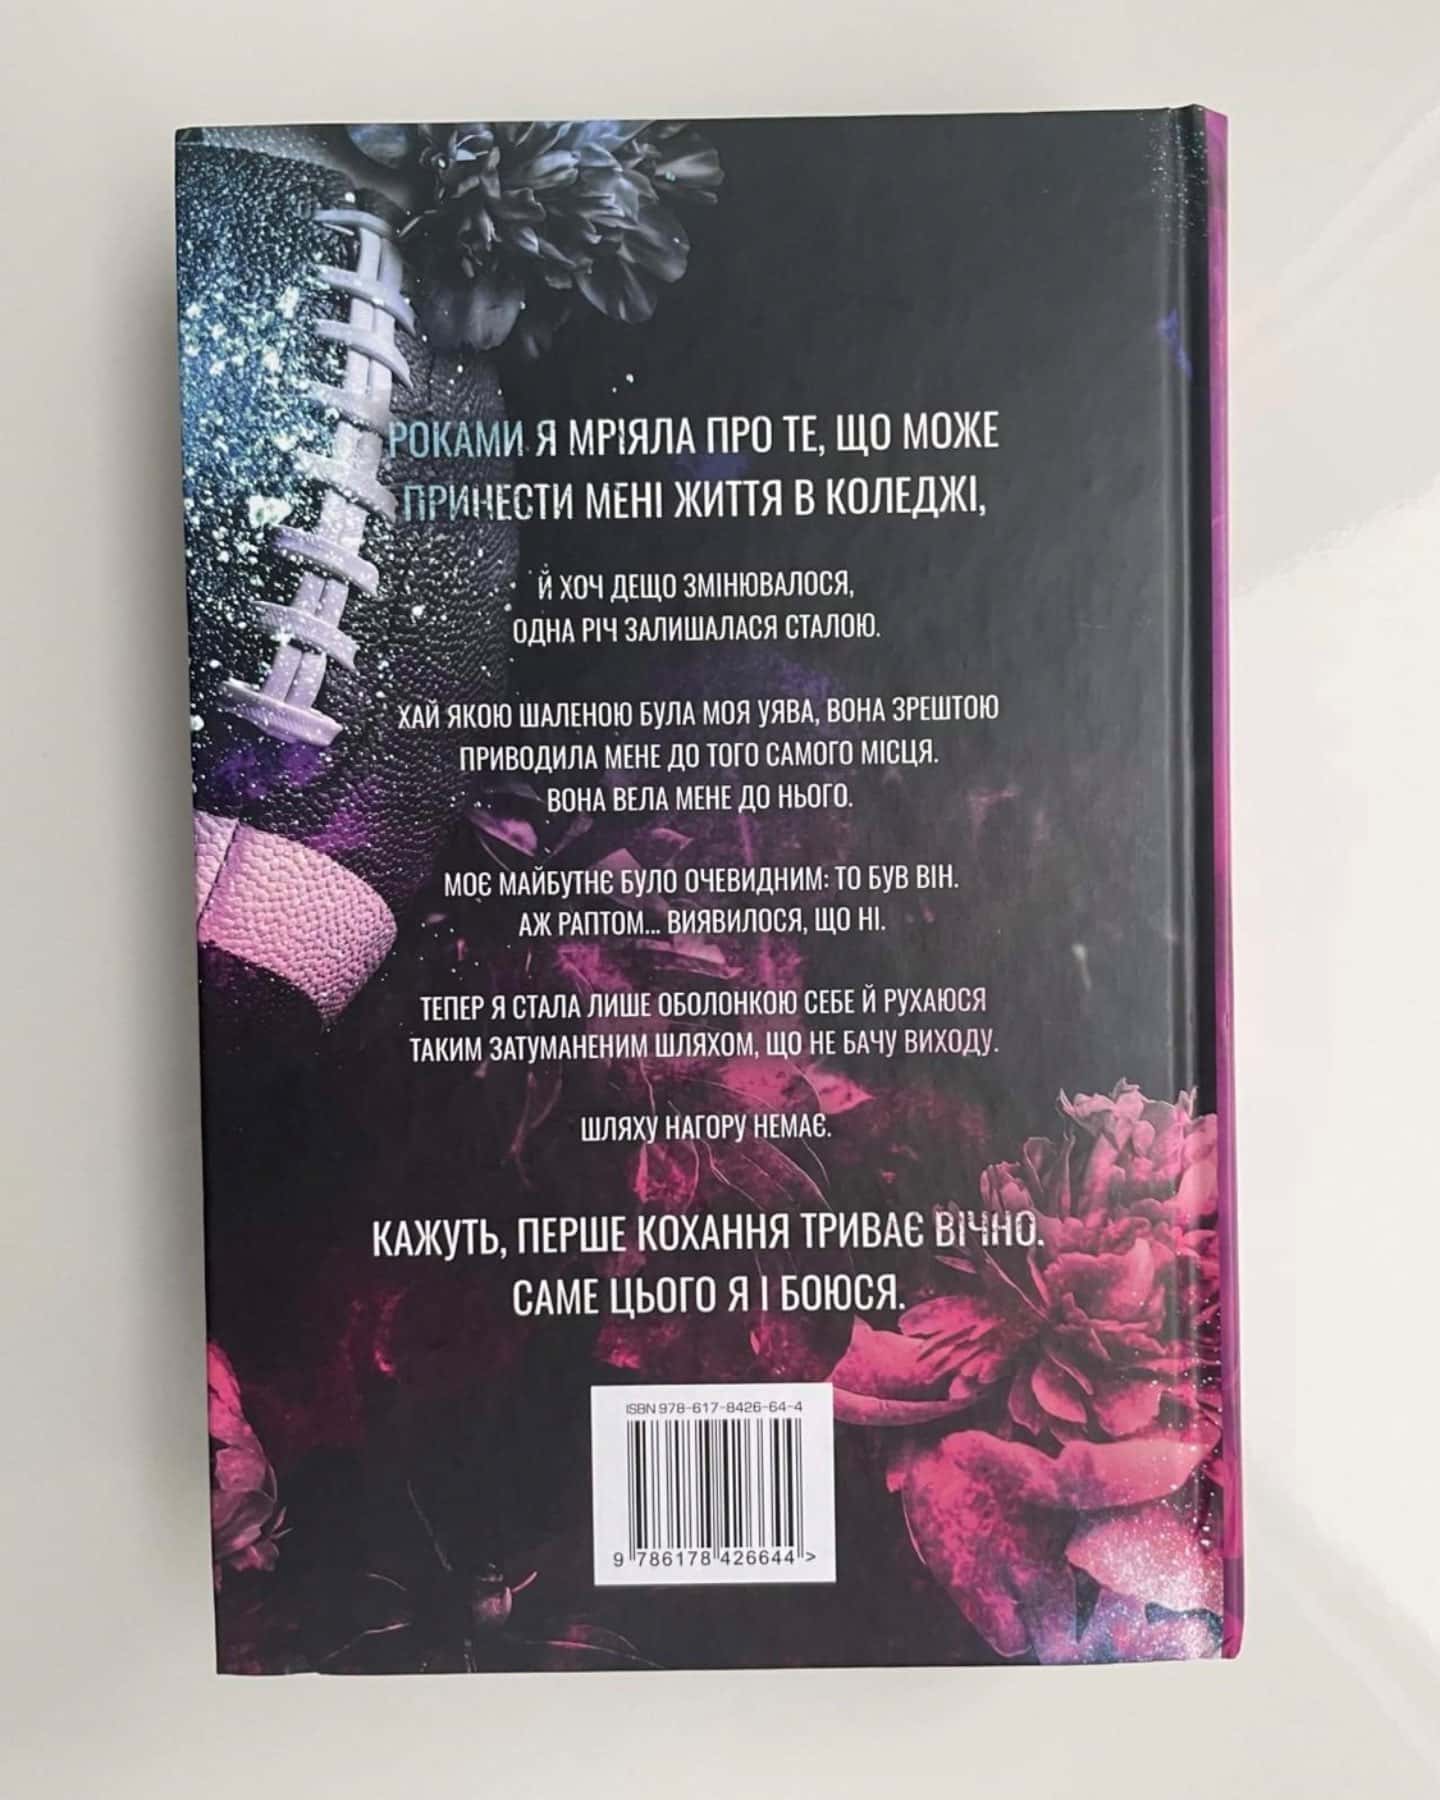 РОКАМИ Я МРІЯЛА ПРО ТЕ, ЩО МОЖЕ
ПРИНЕСТИ МЕНІ ЖИТТЯ В КОЛЕДЖІ,
Й ХОЧ ДЕЩО ЗМІНЮВАЛОСЯ,
ОДНА РІЧ ЗАЛИШАЛАСЯ СТАЛОЮ.
ХАЙ ЯКОЮ ШАЛЕНОЮ БУЛА МОЯ УЯВА, ВОНА ЗРЕШТОЮ
ПРИВОДИЛА МЕНЕ ДО ТОГО САМОГО МІСЦЯ.
ВОНА ВЕЛА МЕНЕ ДО НЬОГО.
МОЄ МАЙБУТНЄ БУЛО ОЧЕВИДНИМ: ТО БУВ ВІН.
АЖ РАПТОМ... ВИЯВИЛОСЯ, ЩО НІ.
ТЕПЕР Я СТАЛА ЛИШЕ ОБОЛОНКОЮ СЕБЕ Й РУХАЮСЯ
ТАКИМ ЗАТУМАНЕНИМ ШЛЯХОМ, ЩО НЕ БАЧУ ВИХОДУ.
ШЛЯХУ НАГОРУ НЕМАЄ.
КАЖУТЬ, ПЕРШЕ КОХАННЯ ТРИВАЄ ВІЧНО.
САМЕ ЦЬОГО Я І БОЮСЯ.
ISBN 978-617-8426-64-4
9 786178 426644 >